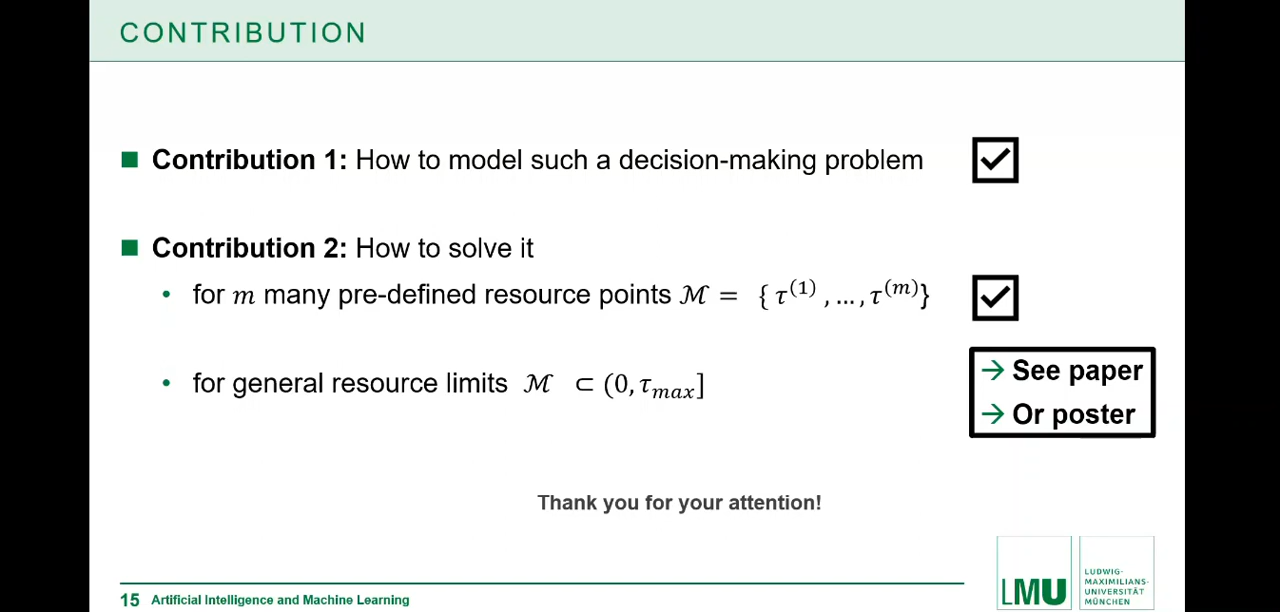 CONTRIBUTION
Contribution 1: How to model such a decision-making problem
Contribution 2: How to solve it
• for m many pre-defined resource points ℳ = { τ⁽¹⁾ , … , τ⁽ᵐ⁾}
• for general resource limits ℳ ⊂ (0, τ_max]
→ See paper
→ Or poster
Thank you for your attention!
15 Artificial Intelligence and Machine Learning
LMU
LUDWIG-
MAXIMILIANS-
UNIVERSITÄT
MÜNCHEN